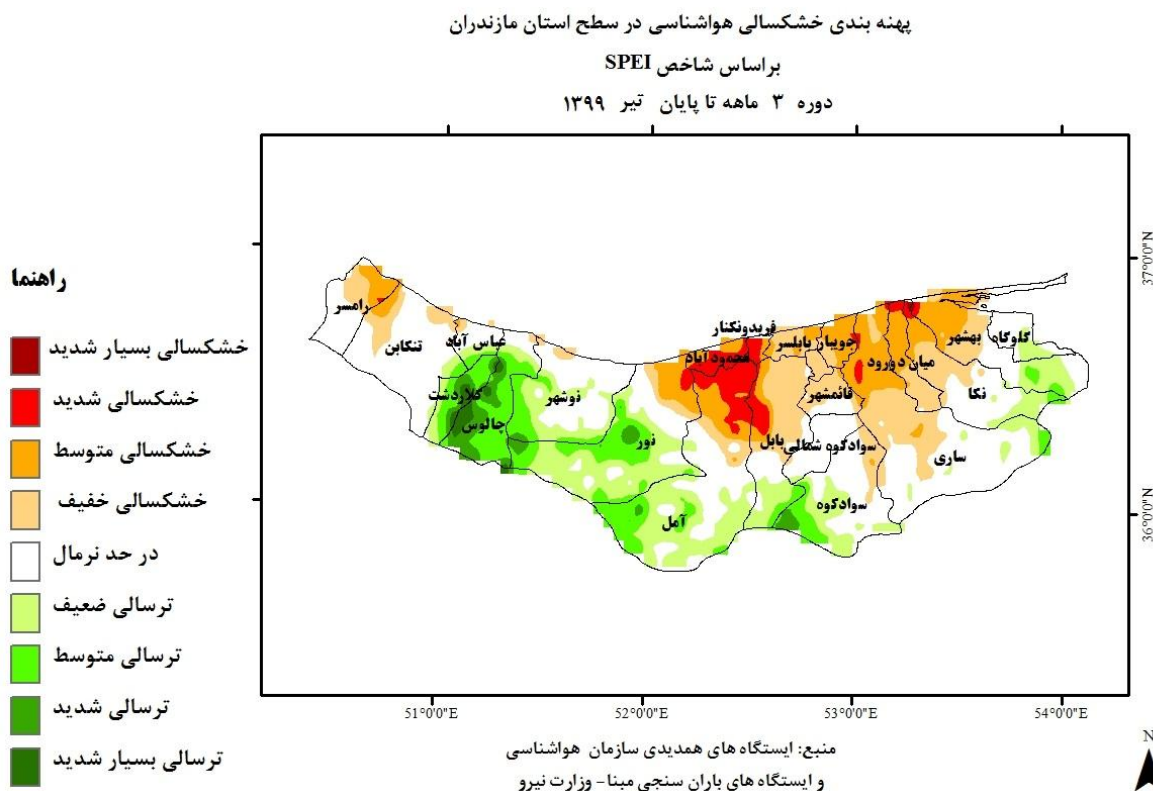 پهنه بندی خشکسالی هواشناسی در سطح استان مازندران
براساس شاخص SPEI
دوره ۳ ماهه تا پایان تیر ۱۳۹۹
راهنما
خشکسالی بسیار شدید
خشکسالی شدید
خشکسالی متوسط
خشکسالی خفیف
در حد نرمال
ترسالی ضعیف
ترسالی متوسط
ترسالی شدید
ترسالی بسیار شدید
رامسر
تنکابن
عباس آباد
کلاردشت
چالوس
نوشهر
نور
آمل
محمود آباد
فریدونکنار
بابلسر
بابل
جویبار
قائمشهر
سوادکوه شمالی
سوادکوه
میان دورود
ساری
نکا
بهشهر
گلوگاه
37°0'0"N
36°0'0"N
51°0'0"E
52°0'0"E
53°0'0"E
54°0'0"E
N
منبع: ایستگاه های همدیدی سازمان هواشناسی
و ایستگاه های باران سنجی مبنا- وزارت نیرو